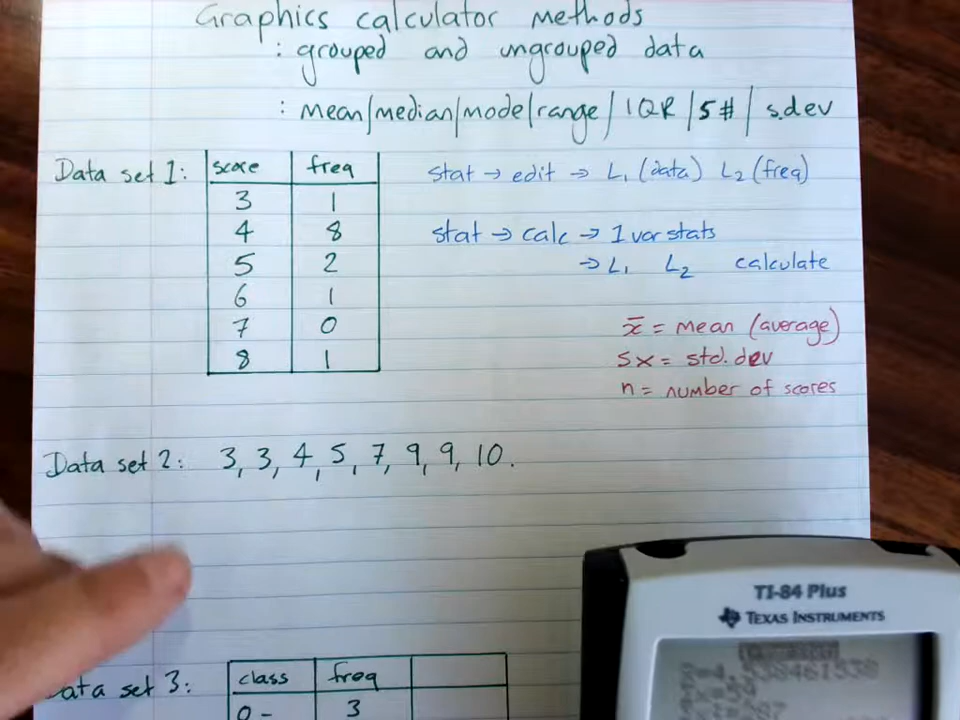 Graphics calculator methods
: grouped and ungrouped data
: mean/median/mode/range/IQR/5#/s.dev
Data set 1:
score freq
3 1
4 8
5 2
6 1
7 0
8 1
stat → edit → L1 (data) L2 (freq)
stat → calc → 1 var stats
→ L1 L2 calculate
x̄ = mean (average)
Sx = std. dev
n = number of scores
Data set 2: 3, 3, 4, 5, 7, 9, 9, 10.
TI-84 Plus
TEXAS INSTRUMENTS
x̄=4.538461538
data set 3:
class freq
0- 3